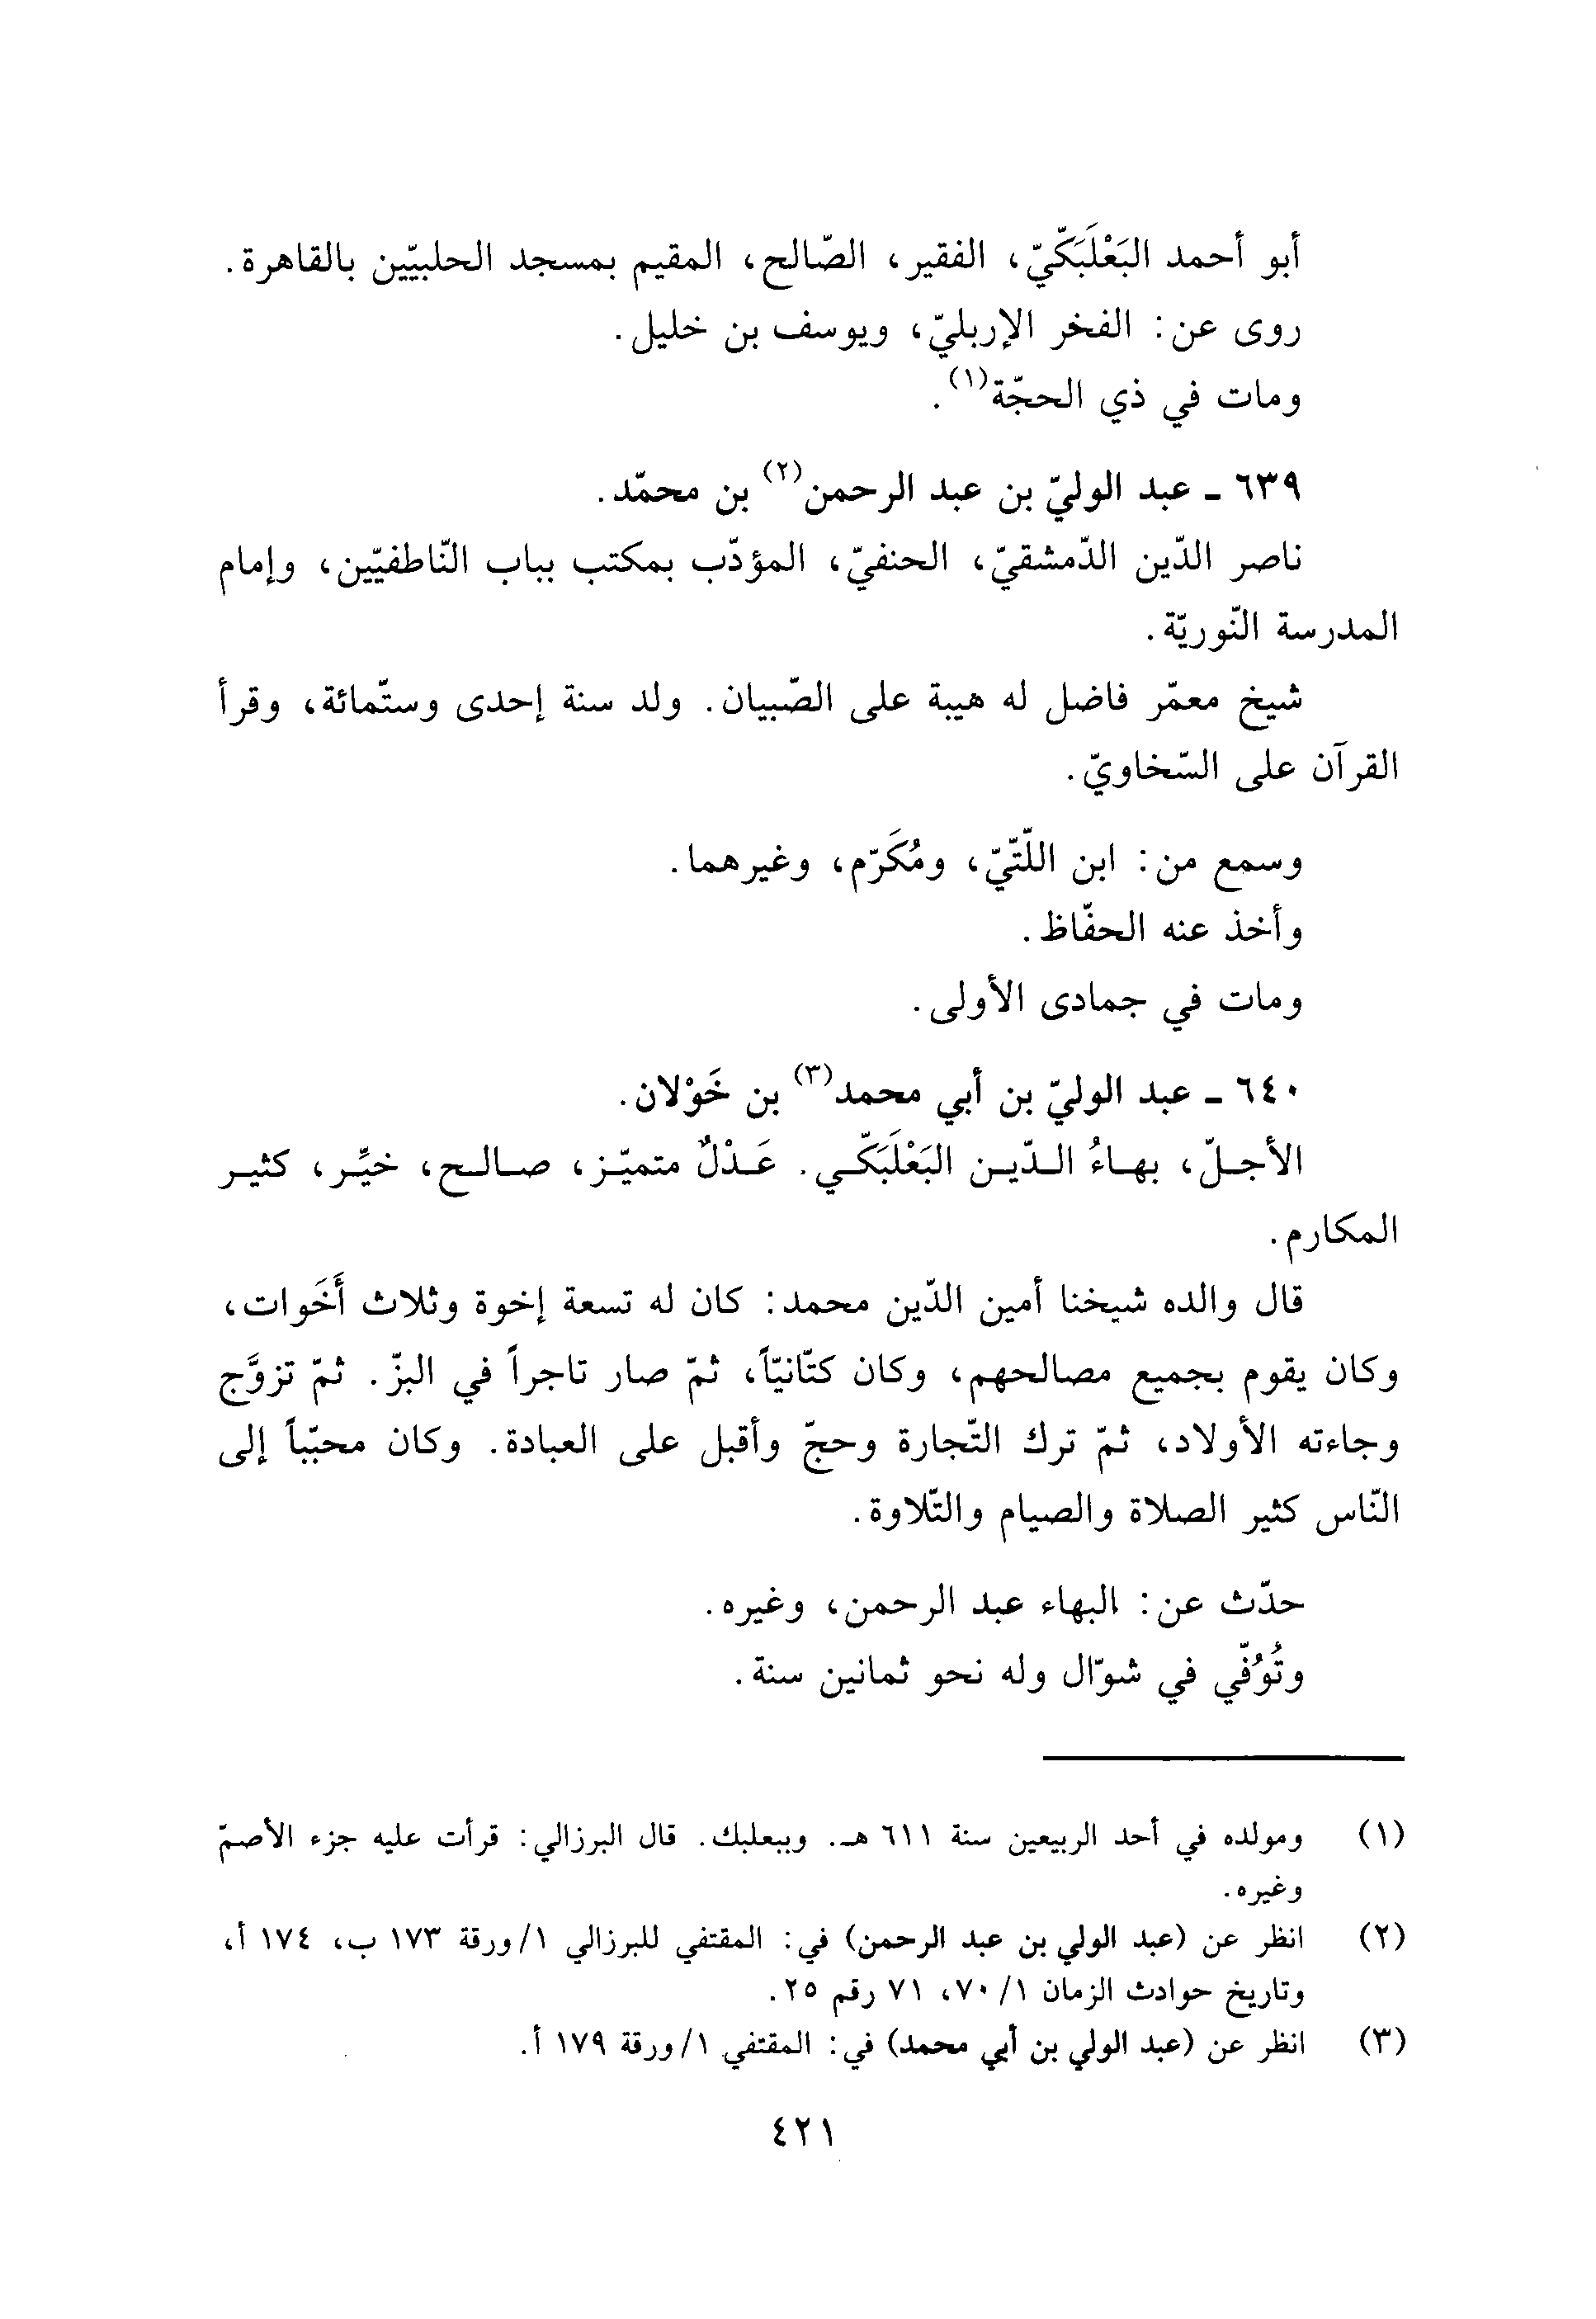 أبو أحمد البَعْلَبَكّيّ، الفقير، الصّالح، المقيم بمسجد الحلبيّين بالقاهرة.
روى عن: الفخر الإربليّ، ويوسف بن خليل.
ومات في ذي الحجّة(١).
٦٣٩ ـ عبد الوليّ بن عبد الرحمن(٢) بن محمّد.
ناصر الدّين الدّمشقيّ، الحنفيّ، المؤدّب بمكتب بباب النّاطفيّين، وإمام
المدرسة النّوريّة.
شيخ معمّر فاضل له هيبة على الصّبيان. ولد سنة إحدى وستّمائة، وقرأ
القرآن على السّخاويّ.
وسمع من: ابن اللّتّيّ، ومُكَرّم، وغيرهما.
وأخذ عنه الحفّاظ.
ومات في جمادى الأولى.
٦٤٠ ـ عبد الوليّ بن أبي محمد(٣) بن خَوْلان.
الأجـلّ، بهـاءُ الـدّيـن البَعْلَبَكّـي. عَـدْلٌ متميّـز، صـالـح، خيِّـر، كثيـر
المكارم.
قال والده شيخنا أمين الدّين محمد: كان له تسعة إخوة وثلاث أَخَوات،
وكان يقوم بجميع مصالحهم، وكان كتّانيّاً، ثمّ صار تاجراً في البزّ. ثمّ تزوَّج
وجاءته الأولاد، ثمّ ترك التّجارة وحجّ وأقبل على العبادة. وكان محبّباً إلى
النّاس كثير الصلاة والصيام والتّلاوة.
حدّث عن: البهاء عبد الرحمن، وغيره.
وتُوُفّي في شوّال وله نحو ثمانين سنة.
(١) ومولده في أحد الربيعين سنة ٦١١ هـ. وببعلبك. قال البرزالي: قرأت عليه جزء الأصمّ
وغيره.
(٢) انظر عن (عبد الولي بن عبد الرحمن) في: المقتفي للبرزالي ١/ورقة ١٧٣ ب، ١٧٤ أ،
وتاريخ حوادث الزمان ١/ ٧٠، ٧١ رقم ٢٥.
(٣) انظر عن (عبد الولي بن أبي محمد) في: المقتفي ١/ورقة ١٧٩ أ.
٤٢١